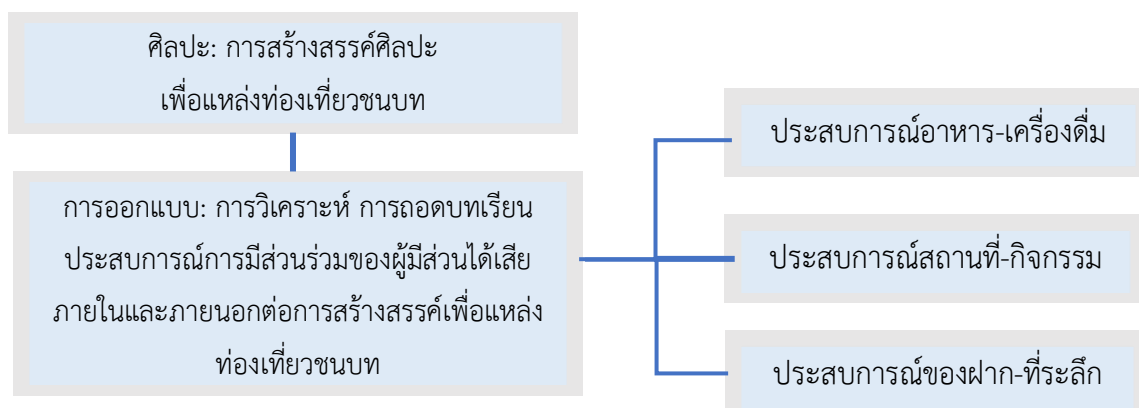 ศิลปะ: การสร้างสรรค์ศิลปะ
เพื่อแหล่งท่องเที่ยวชนบท
การออกแบบ: การวิเคราะห์ การถอดบทเรียน
ประสบการณ์การมีส่วนร่วมของผู้มีส่วนได้เสีย
ภายในและภายนอกต่อการสร้างสรรค์เพื่อแหล่ง
ท่องเที่ยวชนบท
ประสบการณ์อาหาร-เครื่องดื่ม
ประสบการณ์สถานที่-กิจกรรม
ประสบการณ์ของฝาก-ที่ระลึก